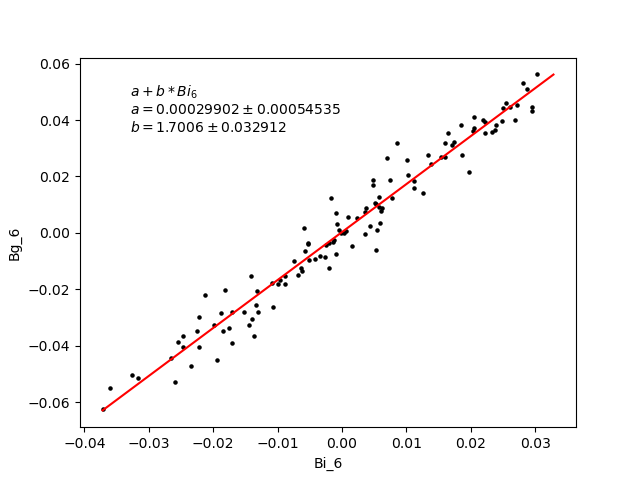 0.06
0.04
0.02
0.00
−0.02
−0.04
−0.06
Bg_6
a + b * Bi₆
a = 0.00029902 ± 0.00054535
b = 1.7006 ± 0.032912
−0.04 −0.03 −0.02 −0.01 0.00 0.01 0.02 0.03
Bi_6